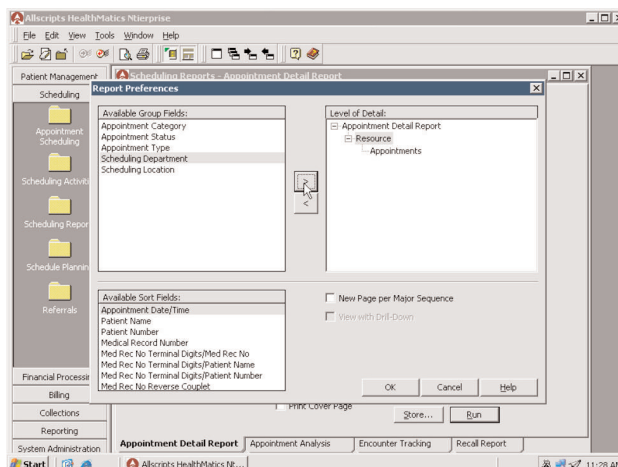 Allscripts HealthMatics Ntierprise
File Edit View Tools Window Help
Patient Management
Scheduling Reports - Appointment Detail Report
Scheduling
Report Preferences
Available Group Fields:
Appointment Category
Appointment Status
Appointment Type
Scheduling Department
Scheduling Location
>
<
Level of Detail:
Appointment Detail Report
Resource
Appointments
Appointment
Scheduling
Scheduling Activiti
Scheduling Repor
Schedule Plannin
Referrals
Available Sort Fields:
Appointment Date/Time
Patient Name
Patient Number
Medical Record Number
Med Rec No Terminal Digits/Med Rec No
Med Rec No Terminal Digits/Patient Name
Med Rec No Terminal Digits/Patient Number
Med Rec No Reverse Couplet
New Page per Major Sequence
View with Drill-Down
OK Cancel Help
Financial Processin
Billing
Collections
Reporting
System Administration
Print Cover Page
Store... Run
Appointment Detail Report Appointment Analysis Encounter Tracking Recall Report
Start Allscripts HealthMatics Nt... 11:28 AM